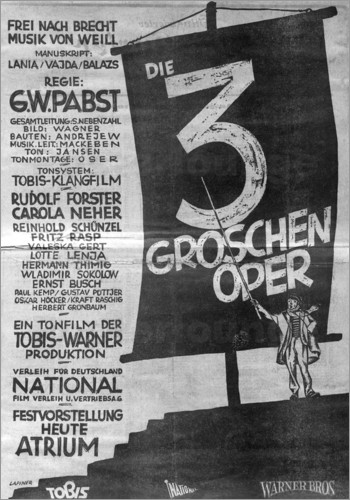 FREI NACH BRECHT
MUSIK VON WEILL
MANUSKRIPT:
LANIA/VAJDA/BALAZS
REGIE:
G.W.PABST
GESAMTLEITUNG: S. NEBENZAHL
BILD: WAGNER
BAUTEN: ANDREJEW
MUSIK. LEIT.: MACKEBEN
TON: JANSEN
TONMONTAGE: OSER
TONSYSTEM:
TOBIS-KLANGFILM
RUDOLF FORSTER
CAROLA NEHER
REINHOLD SCHÜNZEL
FRITZ RASP
VALESKA GERT
LOTTE LENJA
HERMANN THIMIG
WLADIMIR SOKOLOW
ERNST BUSCH
PAUL KEMP/GUSTAV PÜTTJER
OSKAR HÖCKER/KRAFT RASCHIG
HERBERT GRÜNBAUM
EIN TONFILM DER
TOBIS-WARNER
PRODUKTION
VERLEIH FÜR DEUTSCHLAND
NATIONAL
FILM VERLEIH U. VERTRIEBS AG
FESTVORSTELLUNG
HEUTE
ATRIUM
DIE
3
GROSCHEN
OPER
TOBIS
NATIONAL
WARNER BROS